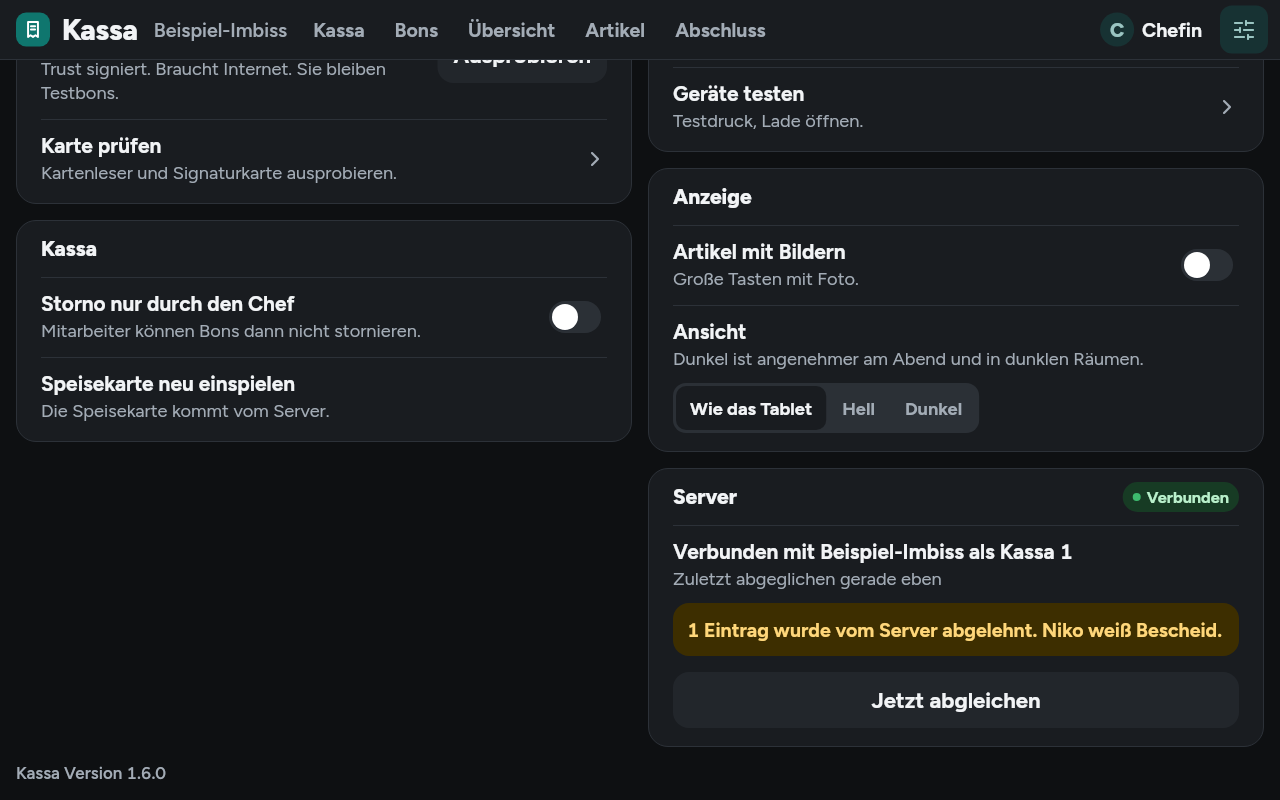 Kassa
Beispiel-Imbiss
Kassa
Bons
Übersicht
Artikel
Abschluss
C
Chefin
Trust signiert. Braucht Internet. Sie bleiben
Testbons.
Ausprobieren
Karte prüfen
Kartenleser und Signaturkarte ausprobieren.
Kassa
Storno nur durch den Chef
Mitarbeiter können Bons dann nicht stornieren.
Speisekarte neu einspielen
Die Speisekarte kommt vom Server.
Geräte testen
Testdruck, Lade öffnen.
Anzeige
Artikel mit Bildern
Große Tasten mit Foto.
Ansicht
Dunkel ist angenehmer am Abend und in dunklen Räumen.
Wie das Tablet
Hell
Dunkel
Server
Verbunden
Verbunden mit Beispiel-Imbiss als Kassa 1
Zuletzt abgeglichen gerade eben
1 Eintrag wurde vom Server abgelehnt. Niko weiß Bescheid.
Jetzt abgleichen
Kassa Version 1.6.0